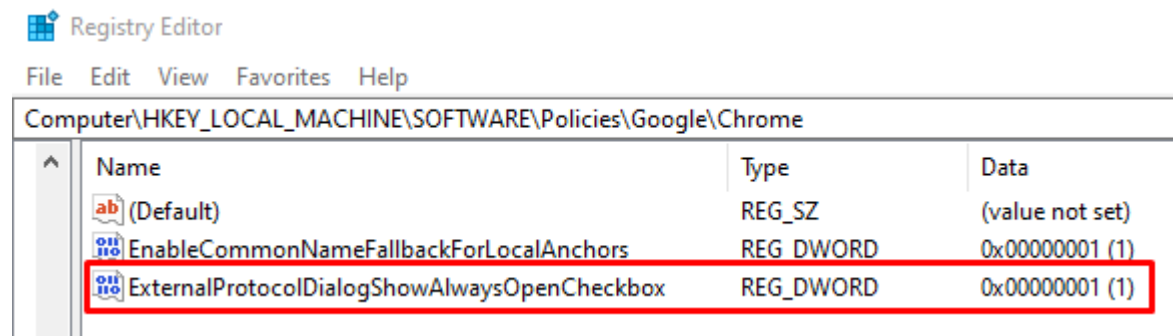 Registry Editor
File Edit View Favorites Help
Computer\HKEY_LOCAL_MACHINE\SOFTWARE\Policies\Google\Chrome
Name Type Data
ab (Default) REG_SZ (value not set)
EnableCommonNameFallbackForLocalAnchors REG_DWORD 0x00000001 (1)
ExternalProtocolDialogShowAlwaysOpenCheckbox REG_DWORD 0x00000001 (1)